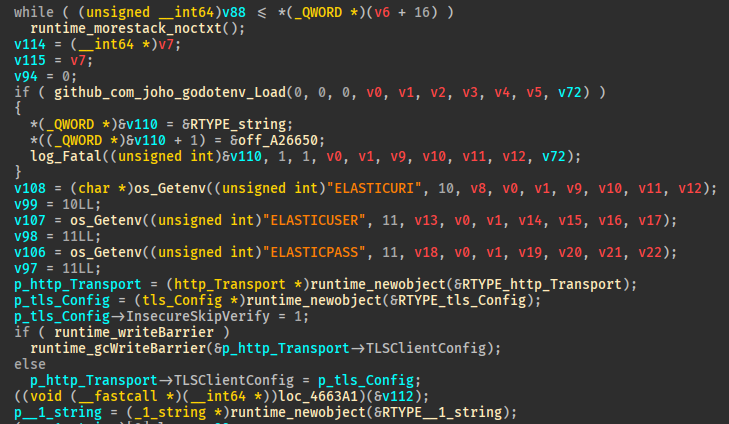 while ( (unsigned __int64)v88 <= *(_QWORD *)(v6 + 16) )
runtime_morestack_noctxt();
v114 = (__int64 *)v7;
v115 = v7;
v94 = 0;
if ( github_com_joho_godotenv_Load(0, 0, 0, v0, v1, v2, v3, v4, v5, v72) )
{
*(_QWORD *)&v110 = &RTYPE_string;
*((_QWORD *)&v110 + 1) = &off_A26650;
log_Fatal((unsigned int)&v110, 1, 1, v0, v1, v9, v10, v11, v12, v72);
}
v108 = (char *)os_Getenv((unsigned int)"ELASTICURI", 10, v8, v0, v1, v9, v10, v11, v12);
v99 = 10LL;
v107 = os_Getenv((unsigned int)"ELASTICUSER", 11, v13, v0, v1, v14, v15, v16, v17);
v98 = 11LL;
v106 = os_Getenv((unsigned int)"ELASTICPASS", 11, v18, v0, v1, v19, v20, v21, v22);
v97 = 11LL;
p_http_Transport = (http_Transport *)runtime_newobject(&RTYPE_http_Transport);
p_tls_Config = (tls_Config *)runtime_newobject(&RTYPE_tls_Config);
p_tls_Config->InsecureSkipVerify = 1;
if ( runtime_writeBarrier )
runtime_gcWriteBarrier(&p_http_Transport->TLSClientConfig);
else
p_http_Transport->TLSClientConfig = p_tls_Config;
((void (__fastcall *)(__int64 *))loc_4663A1)(&v112);
p__1_string = (_1_string *)runtime_newobject(&RTYPE__1_string);